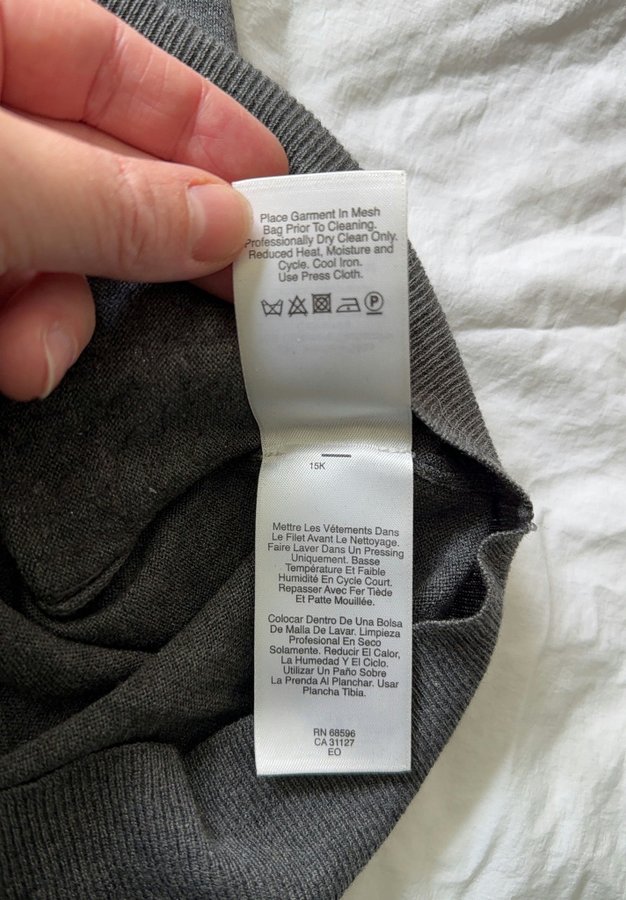 Place Garment In Mesh
Bag Prior To Cleaning.
Professionally Dry Clean Only.
Reduced Heat, Moisture and
Cycle. Cool Iron.
Use Press Cloth.
P
15K
Mettre Les Vêtements Dans
Le Filet Avant Le Nettoyage.
Faire Laver Dans Un Pressing
Uniquement. Basse
Température Et Faible
Humidité En Cycle Court.
Repasser Avec Fer Tiède
Et Patte Mouillée.
Colocar Dentro De Una Bolsa
De Malla De Lavar. Limpieza
Profesional En Seco
Solamente. Reducir El Calor,
La Humedad Y El Ciclo.
Utilizar Un Paño Sobre
La Prenda Al Planchar. Usar
Plancha Tibia.
RN 68596
CA 31127
EO